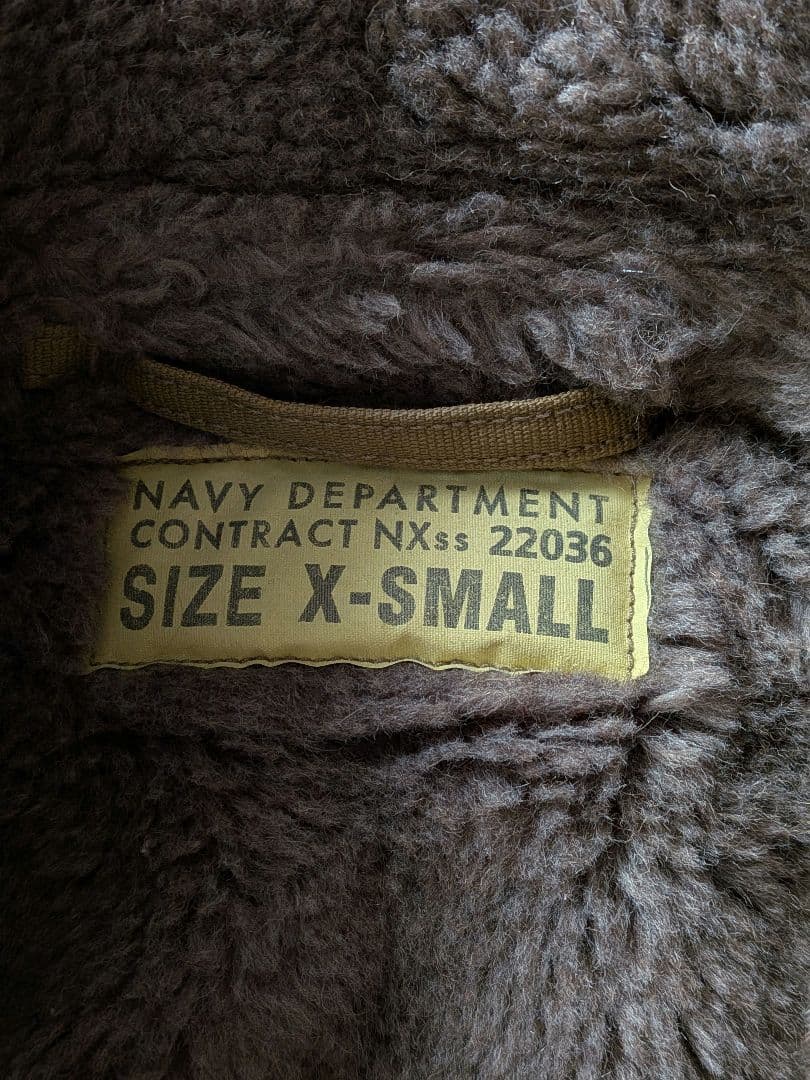 NAVY DEPARTMENT
CONTRACT NXss 22036
SIZE X-SMALL